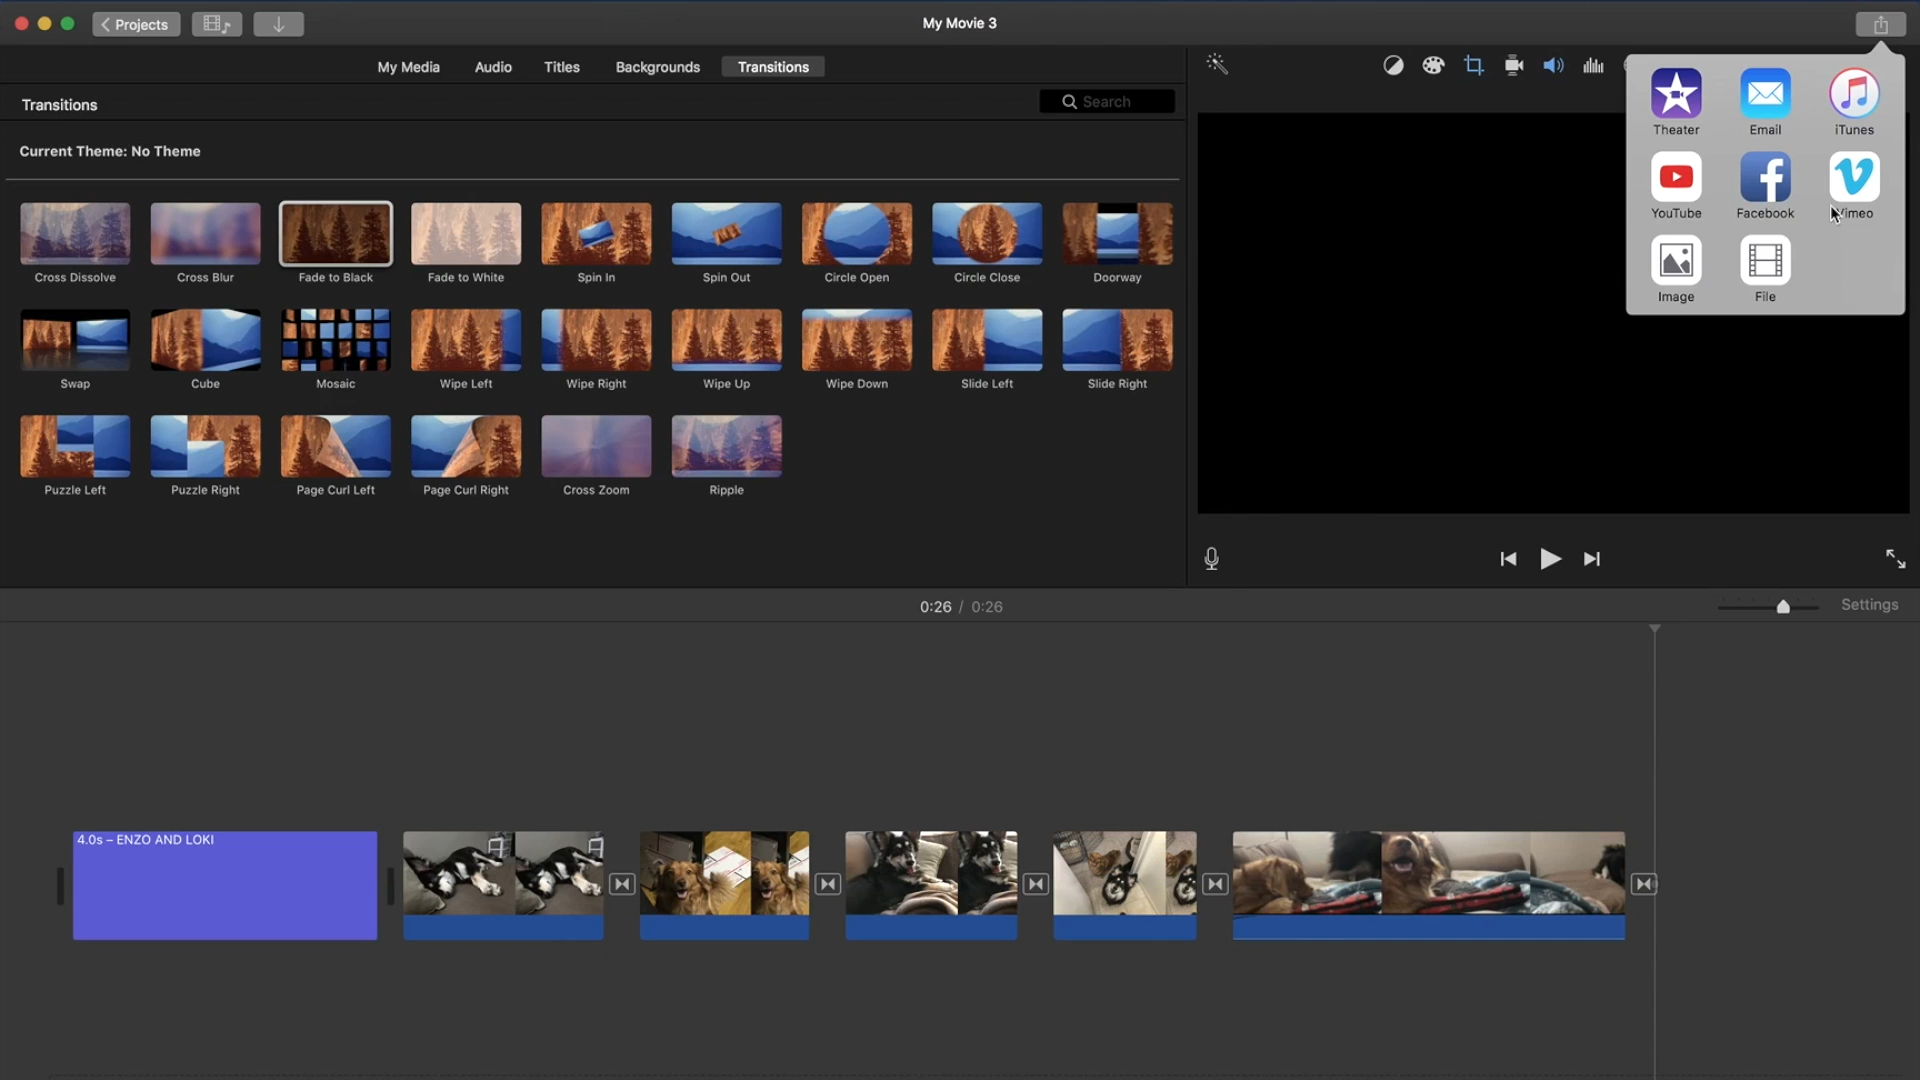 Projects
My Movie 3
My Media Audio Titles Backgrounds Transitions
Transitions
Search
Current Theme: No Theme
Cross Dissolve Cross Blur Fade to Black Fade to White Spin In Spin Out Circle Open Circle Close Doorway
Swap Cube Mosaic Wipe Left Wipe Right Wipe Up Wipe Down Slide Left Slide Right
Puzzle Left Puzzle Right Page Curl Left Page Curl Right Cross Zoom Ripple
Theater Email iTunes
YouTube Facebook Vimeo
Image File
0:26 / 0:26
Settings
4.0s – ENZO AND LOKI